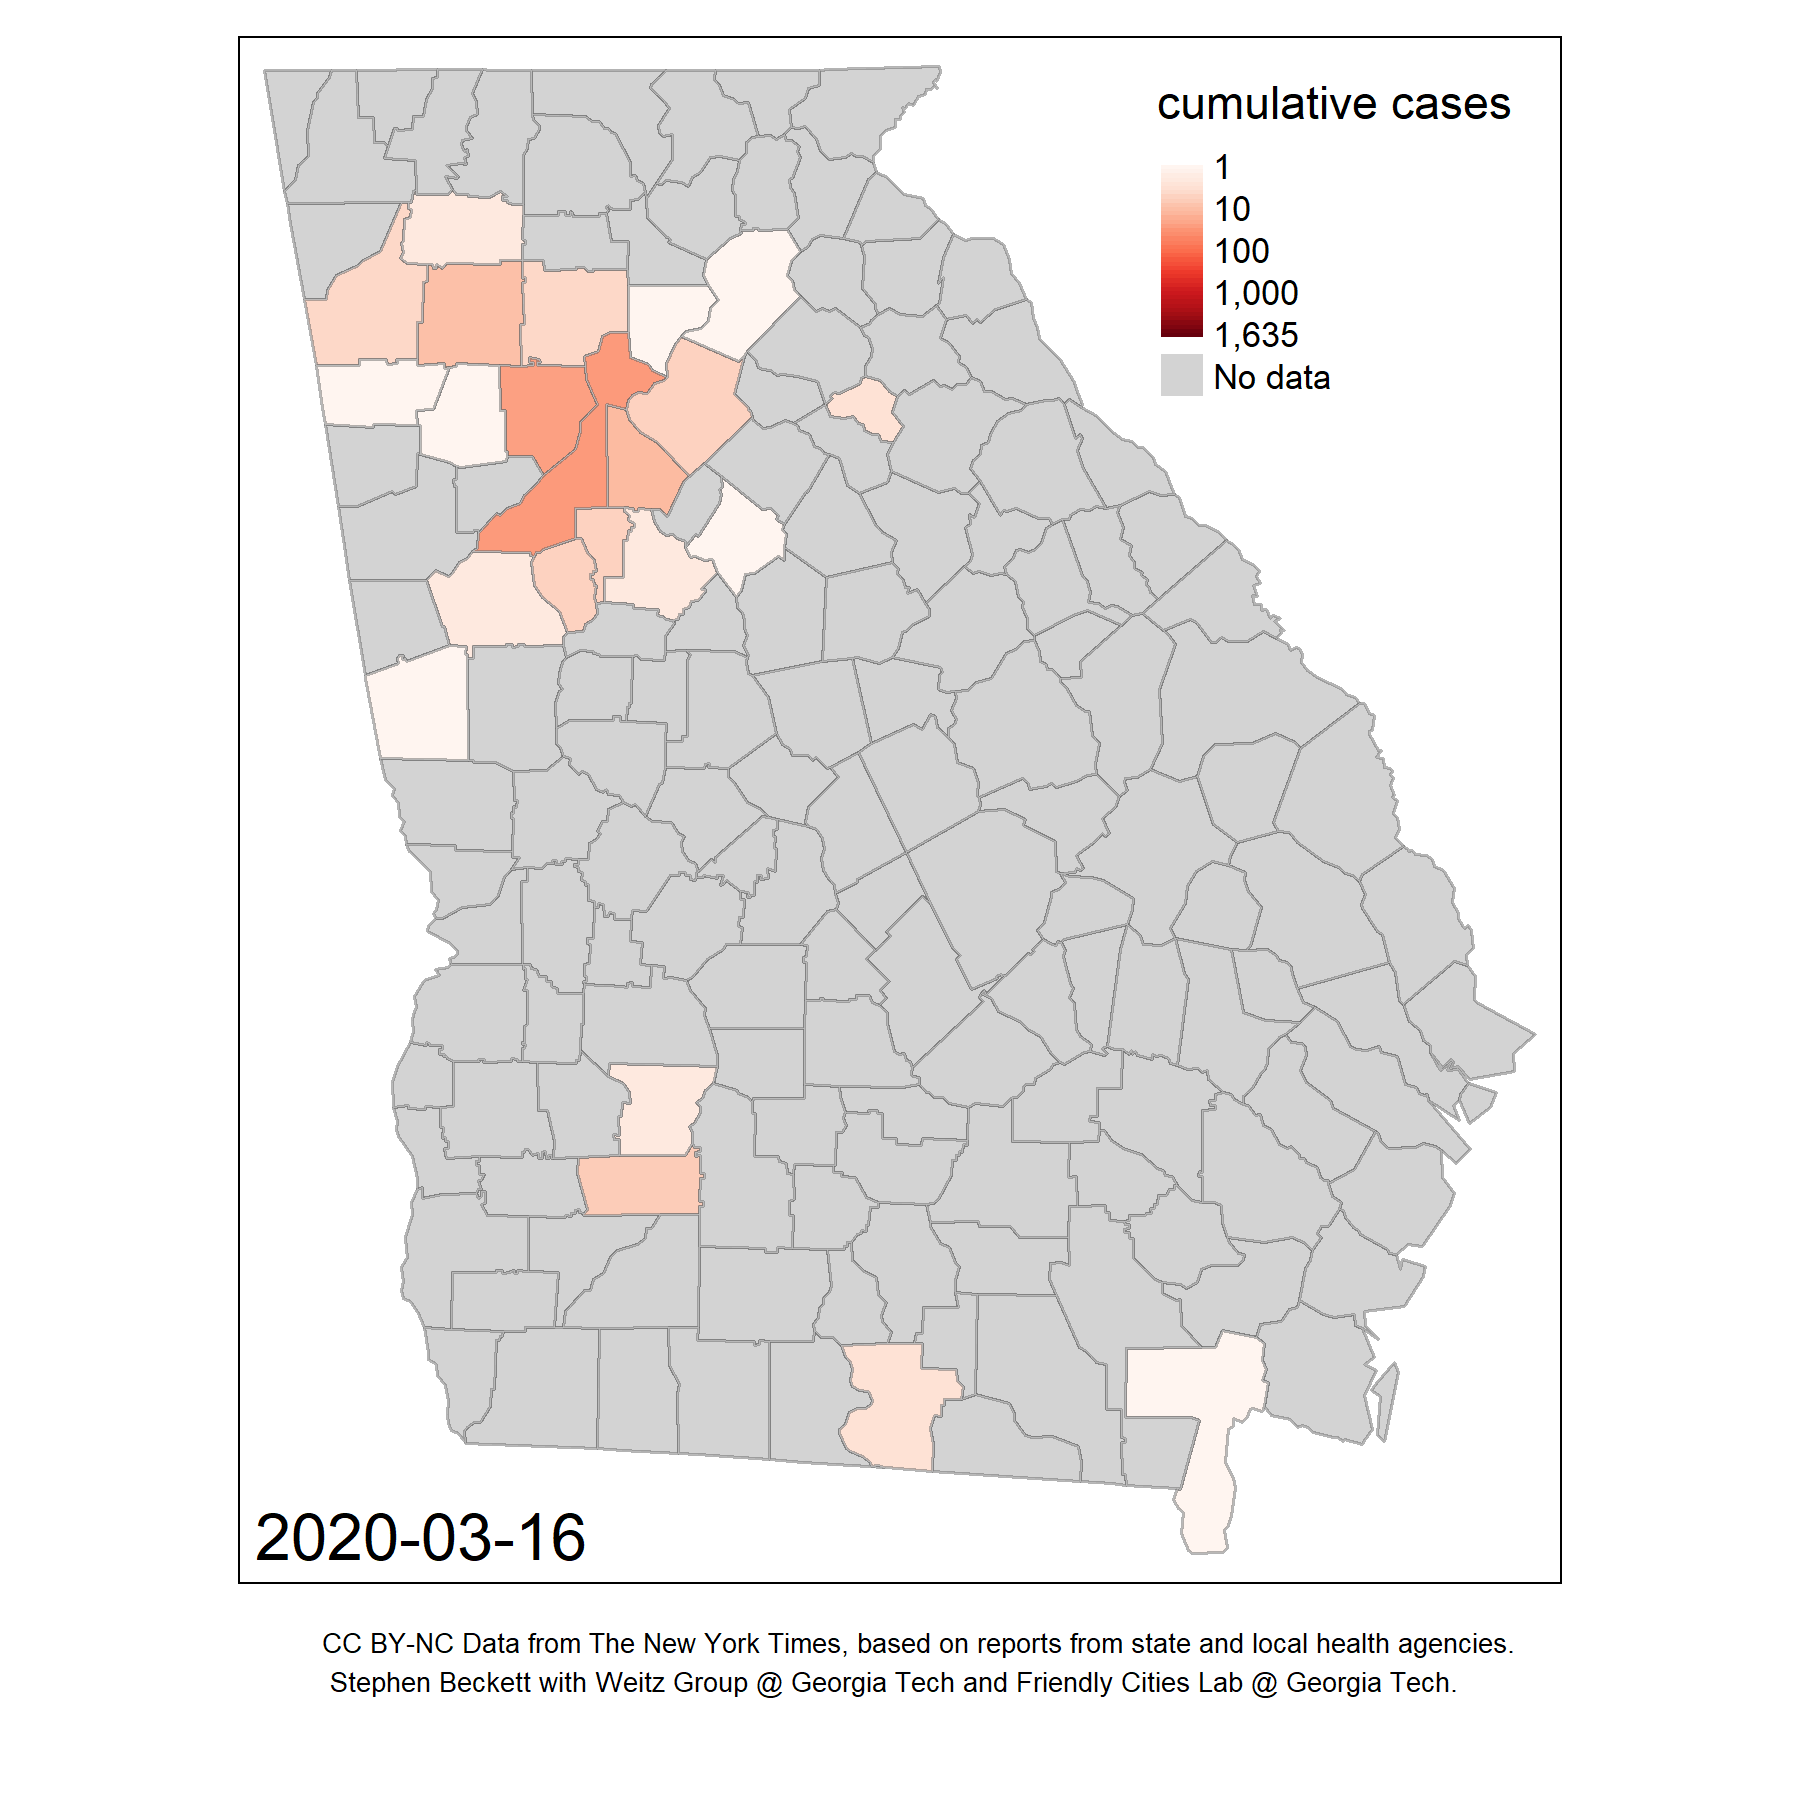 cumulative cases
1
10
100
1,000
1,635
No data
2020-03-16
CC BY-NC Data from The New York Times, based on reports from state and local health agencies.
Stephen Beckett with Weitz Group @ Georgia Tech and Friendly Cities Lab @ Georgia Tech.